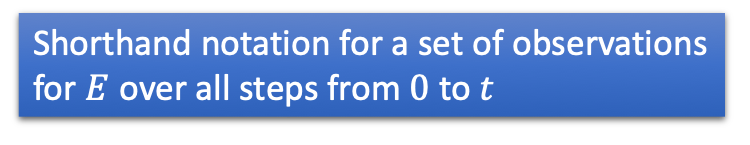 Shorthand notation for a set of observations
for E over all steps from 0 to t